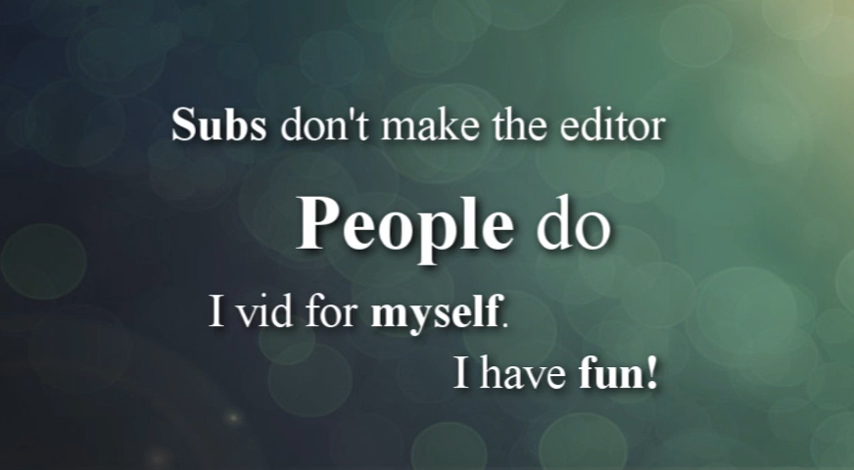 Subs don't make the editor
People do
I vid for myself.
I have fun!